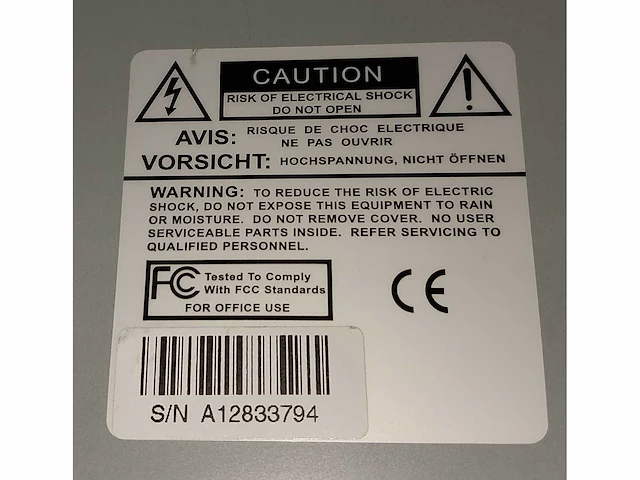 CAUTION
RISK OF ELECTRICAL SHOCK
DO NOT OPEN
AVIS: RISQUE DE CHOC ELECTRIQUE
NE PAS OUVRIR
VORSICHT: HOCHSPANNUNG, NICHT ÖFFNEN
WARNING: TO REDUCE THE RISK OF ELECTRIC
SHOCK, DO NOT EXPOSE THIS EQUIPMENT TO RAIN
OR MOISTURE. DO NOT REMOVE COVER. NO USER
SERVICEABLE PARTS INSIDE. REFER SERVICING TO
QUALIFIED PERSONNEL.
FC Tested To Comply
With FCC Standards
FOR OFFICE USE
CE
S/N A12833794